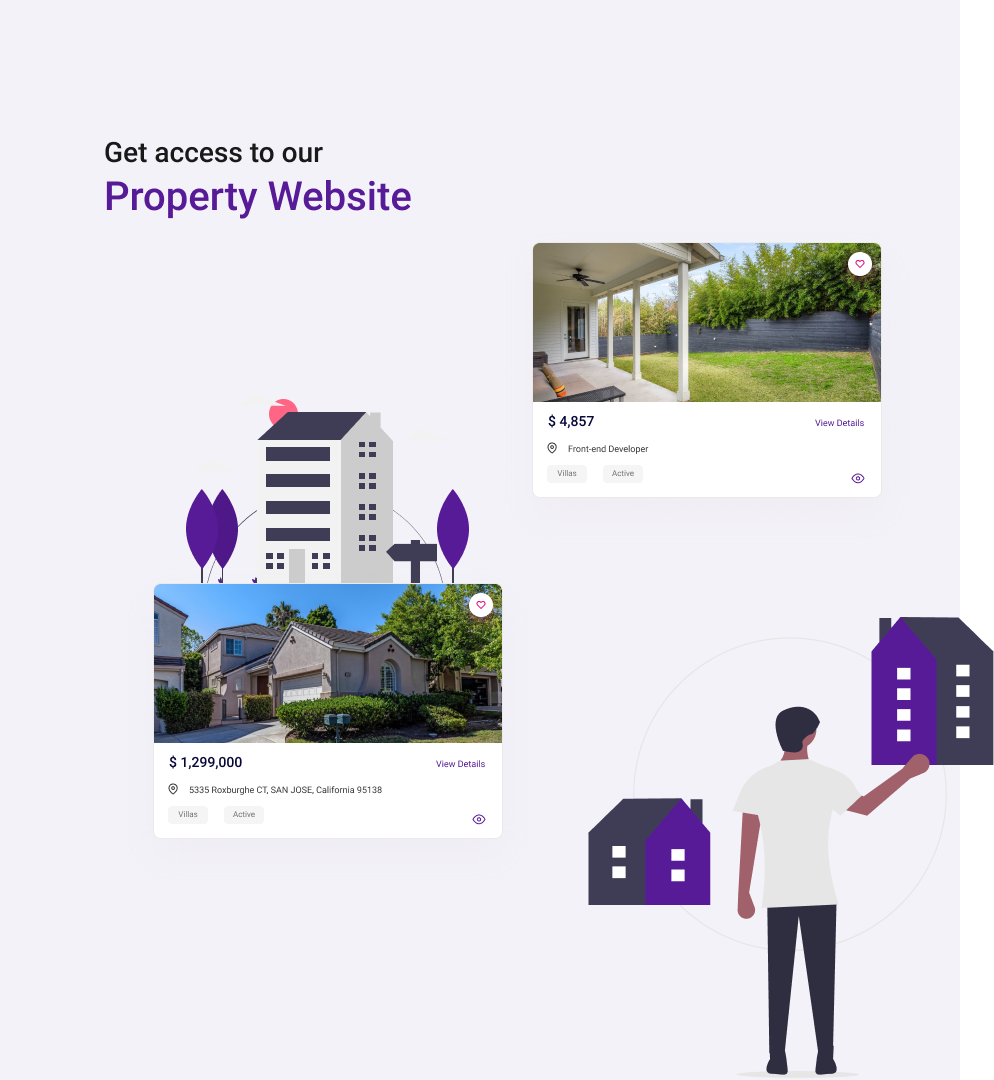 Get access to our
Property Website
$ 4,857
View Details
Front-end Developer
Villas
Active
$ 1,299,000
View Details
5335 Roxburghe CT, SAN JOSE, California 95138
Villas
Active